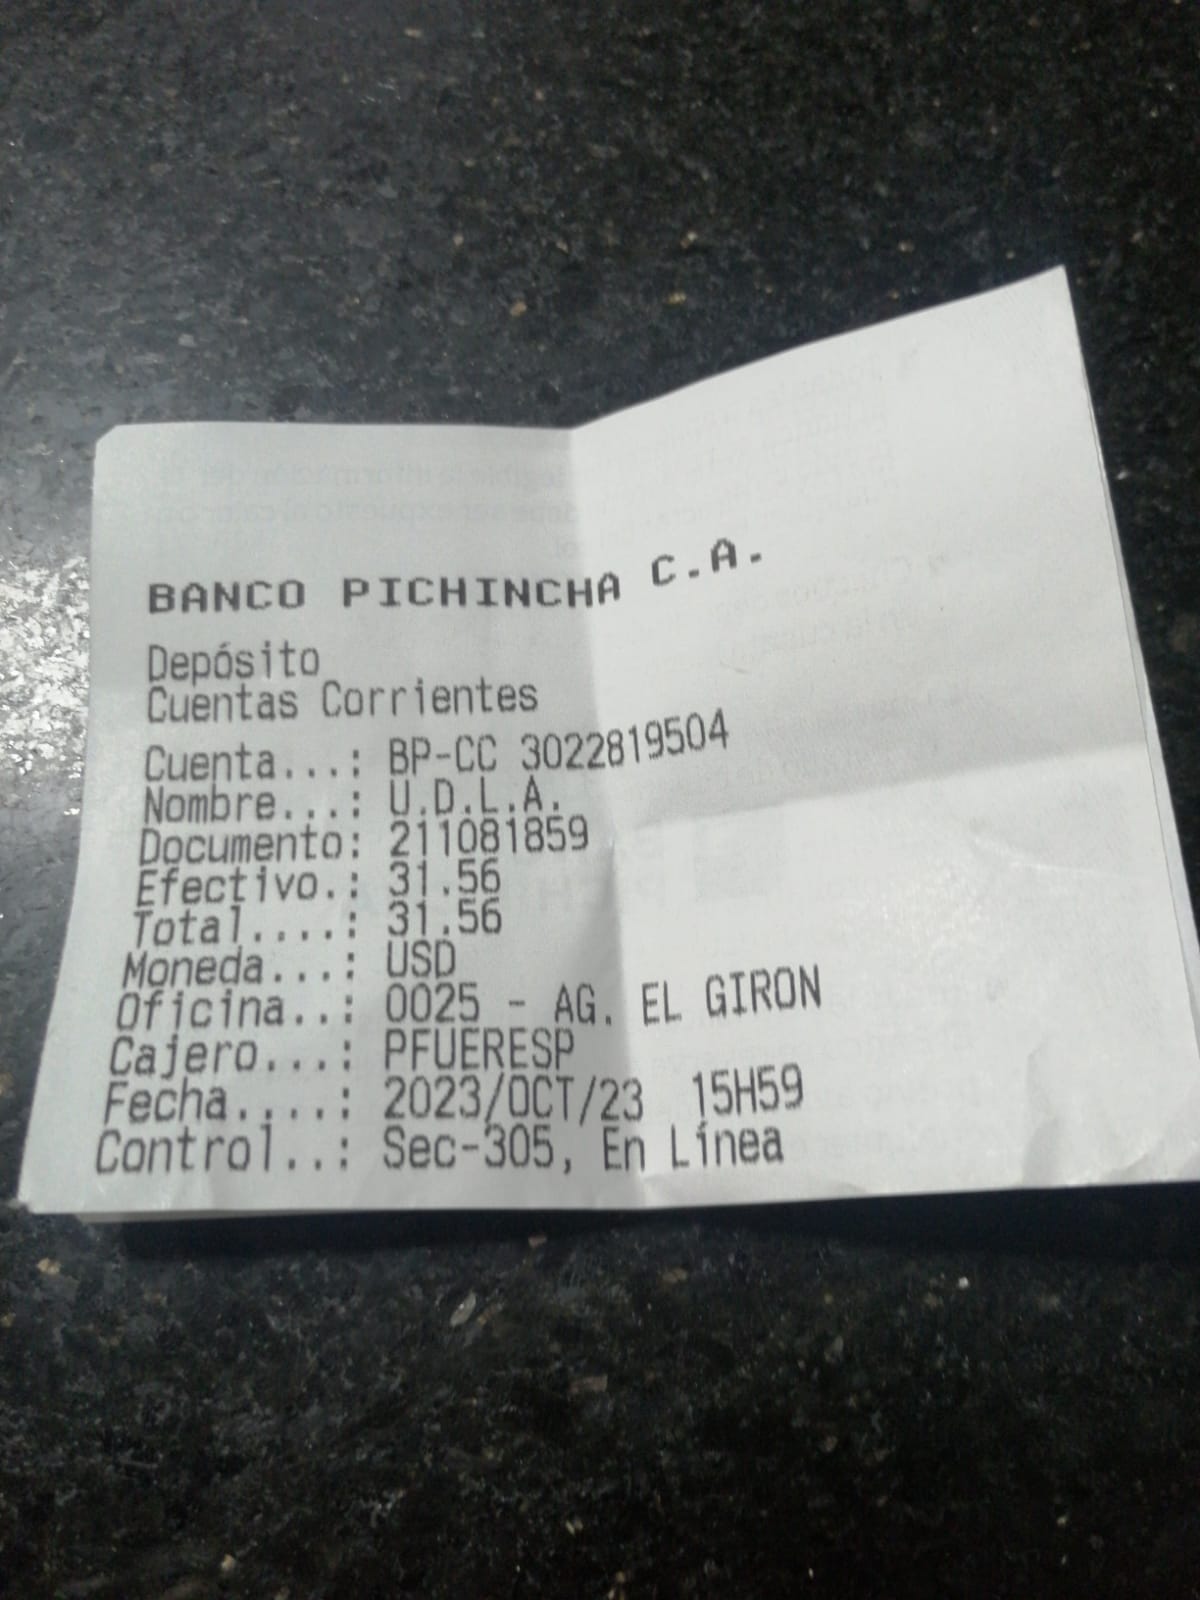 BANCO PICHINCHA C.A.
Depósito
Cuentas Corrientes
Cuenta...: BP-CC 3022819504
Nombre...: U.D.L.A.
Documento: 211081859
Efectivo.: 31.56
Total....: 31.56
Moneda...: USD
Oficina..: 0025 - AG. EL GIRON
Cajero...: PFUERESP
Fecha....: 2023/OCT/23 15H59
Control..: Sec-305, En Línea